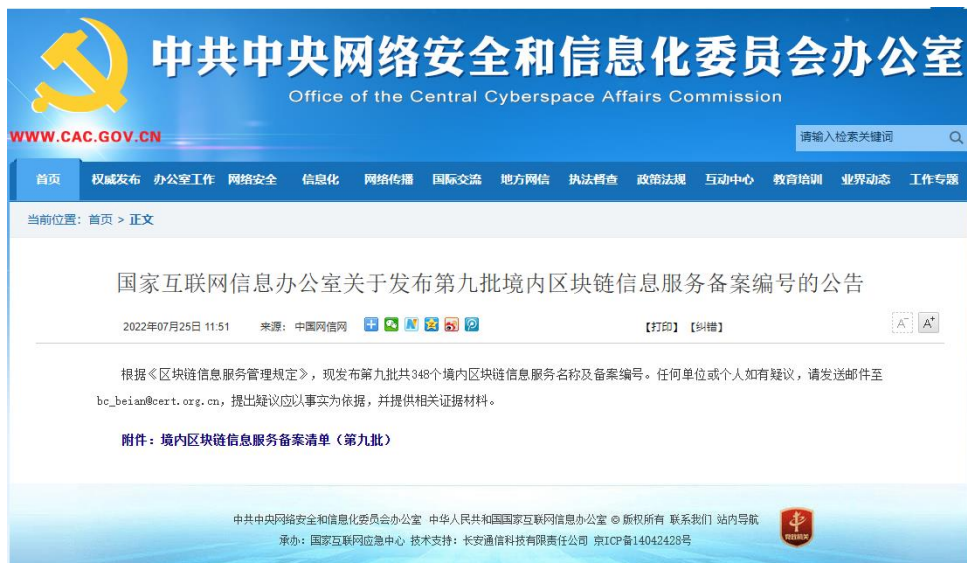 中共中央网络安全和信息化委员会办公室
Office of the Central Cyberspace Affairs Commission
WWW.CAC.GOV.CN
请输入检索关键词
首页 权威发布 办公室工作 网络安全 信息化 网络传播 国际交流 地方网信 执法督查 政策法规 互动中心 教育培训 业界动态 工作专题
当前位置：首页 > 正文
国家互联网信息办公室关于发布第九批境内区块链信息服务备案编号的公告
2022年07月25日 11:51 来源： 中国网信网 【打印】 【纠错】 A- A+
根据《区块链信息服务管理规定》，现发布第九批共348个境内区块链信息服务名称及备案编号。任何单位或个人如有疑议，请发送邮件至
bc_beian@cert.org.cn，提出疑议应以事实为依据，并提供相关证据材料。
附件：境内区块链信息服务备案清单（第九批）
中共中央网络安全和信息化委员会办公室 中华人民共和国国家互联网信息办公室 © 版权所有 联系我们 站内导航
承办：国家互联网应急中心 技术支持：长安通信科技有限责任公司 京ICP备14042428号
党政机关